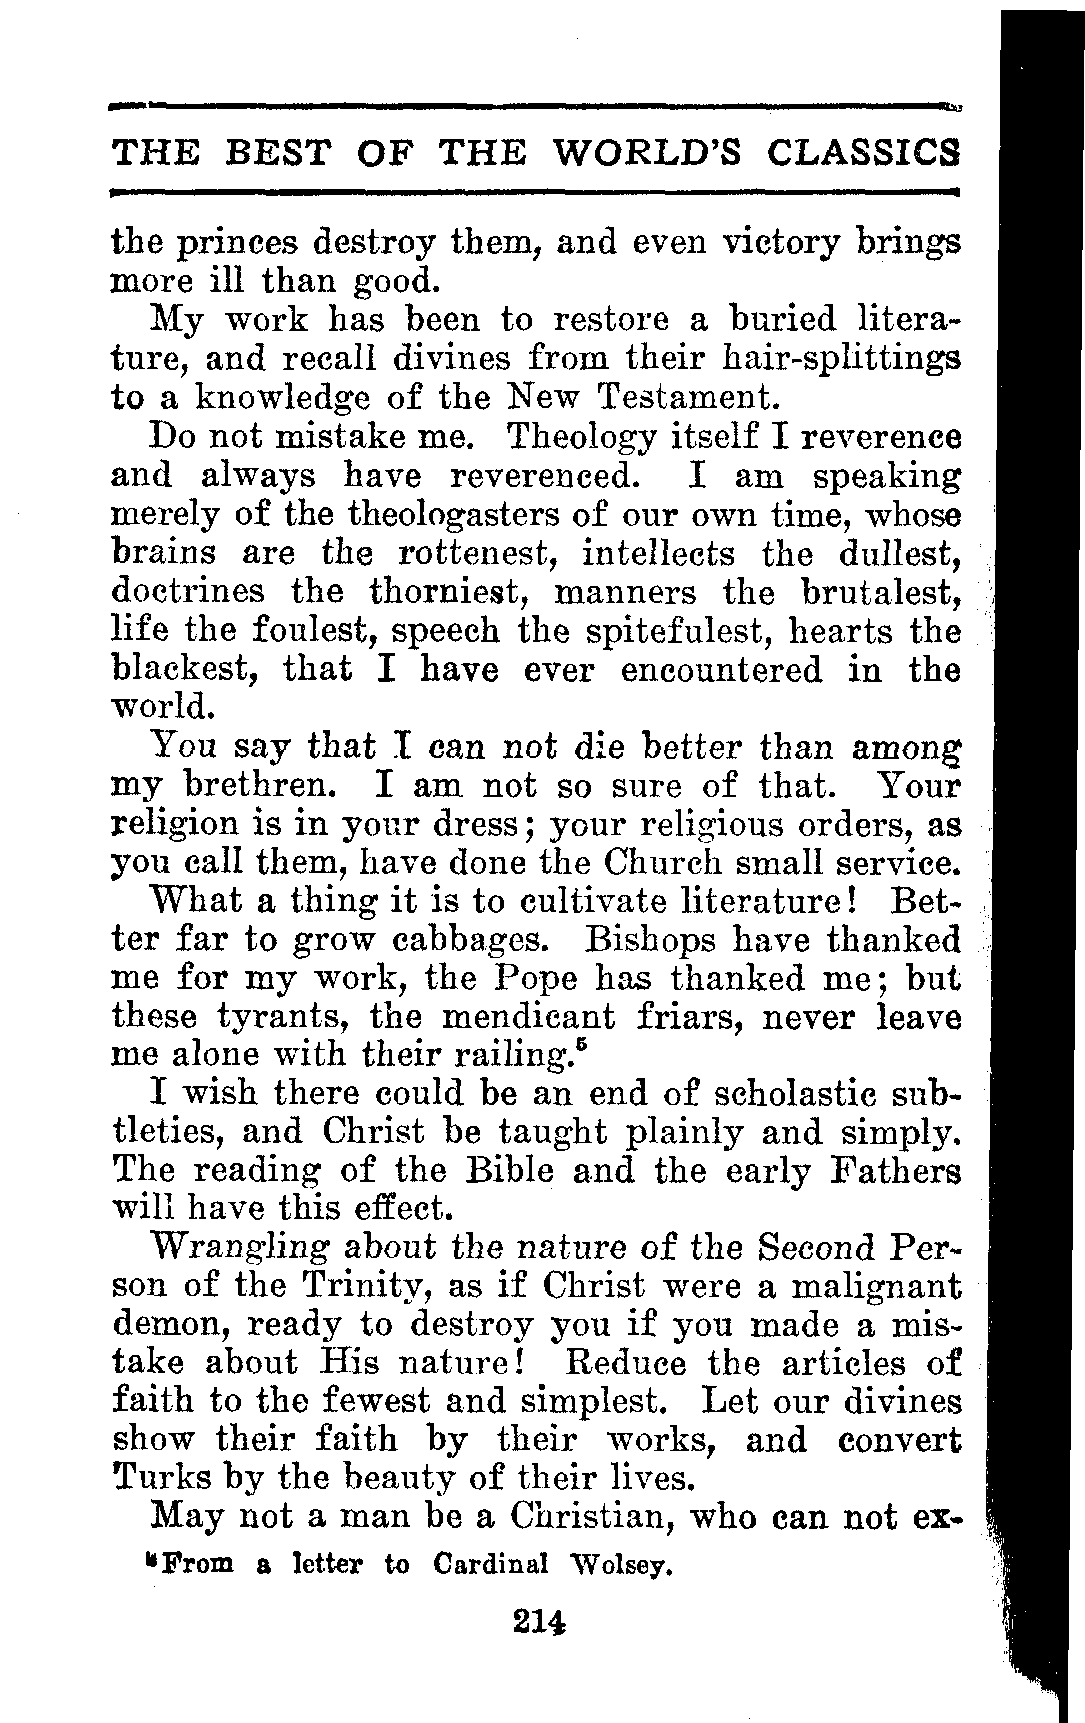 THE BEST OF THE WORLD'S CLASSICS
the princes destroy them, and even victory brings
more ill than good.
My work has been to restore a buried litera-
ture, and recall divines from their hair-splittings
to a knowledge of the New Testament.
Do not mistake me. Theology itself I reverence
and always have reverenced. I am speaking
merely of the theologasters of our own time, whose
brains are the rottenest, intellects the dullest,
doctrines the thorniest, manners the brutalest,
life the foulest, speech the spitefulest, hearts the
blackest, that I have ever encountered in the
world.
You say that I can not die better than among
my brethren. I am not so sure of that. Your
religion is in your dress; your religious orders, as
you call them, have done the Church small service.
What a thing it is to cultivate literature! Bet-
ter far to grow cabbages. Bishops have thanked
me for my work, the Pope has thanked me; but
these tyrants, the mendicant friars, never leave
me alone with their railing.⁵
I wish there could be an end of scholastic sub-
tleties, and Christ be taught plainly and simply.
The reading of the Bible and the early Fathers
will have this effect.
Wrangling about the nature of the Second Per-
son of the Trinity, as if Christ were a malignant
demon, ready to destroy you if you made a mis-
take about His nature! Reduce the articles of
faith to the fewest and simplest. Let our divines
show their faith by their works, and convert
Turks by the beauty of their lives.
May not a man be a Christian, who can not ex-
⁵From a letter to Cardinal Wolsey.
214